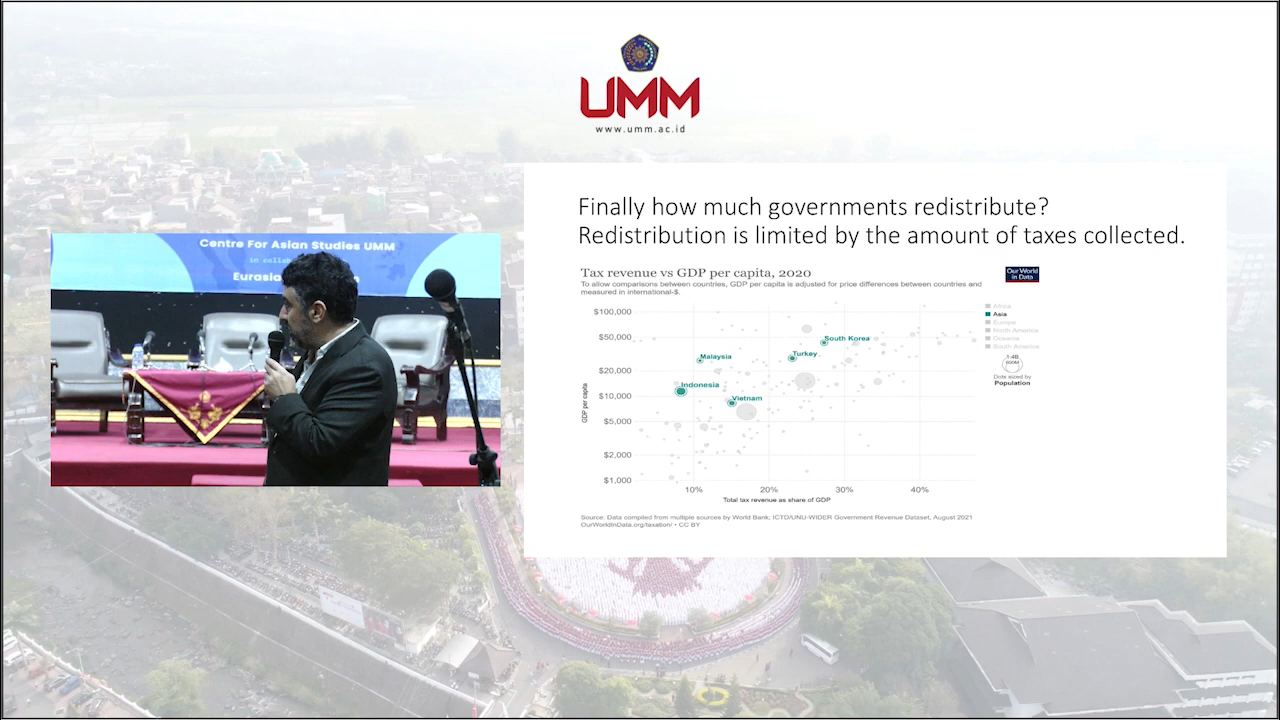 UMM
www.umm.ac.id
Centre For Asian Studies UMM
in collab
Eurasia
Finally how much governments redistribute?
Redistribution is limited by the amount of taxes collected.
Tax revenue vs GDP per capita, 2020
To allow comparisons between countries, GDP per capita is adjusted for price differences between countries and
measured in international-$.
Our World
in Data
$100,000
$50,000
$20,000
$10,000
$5,000
$2,000
$1,000
GDP per capita
South Korea
Turkey
Malaysia
Indonesia
Vietnam
10%
20%
30%
40%
Total tax revenue as share of GDP
Africa
Asia
Europe
North America
Oceania
South America
1.4B
600M
Dots sized by
Population
Source: Data compiled from multiple sources by World Bank; ICTD/UNU-WIDER Government Revenue Dataset, August 2021
OurWorldInData.org/taxation/ • CC BY